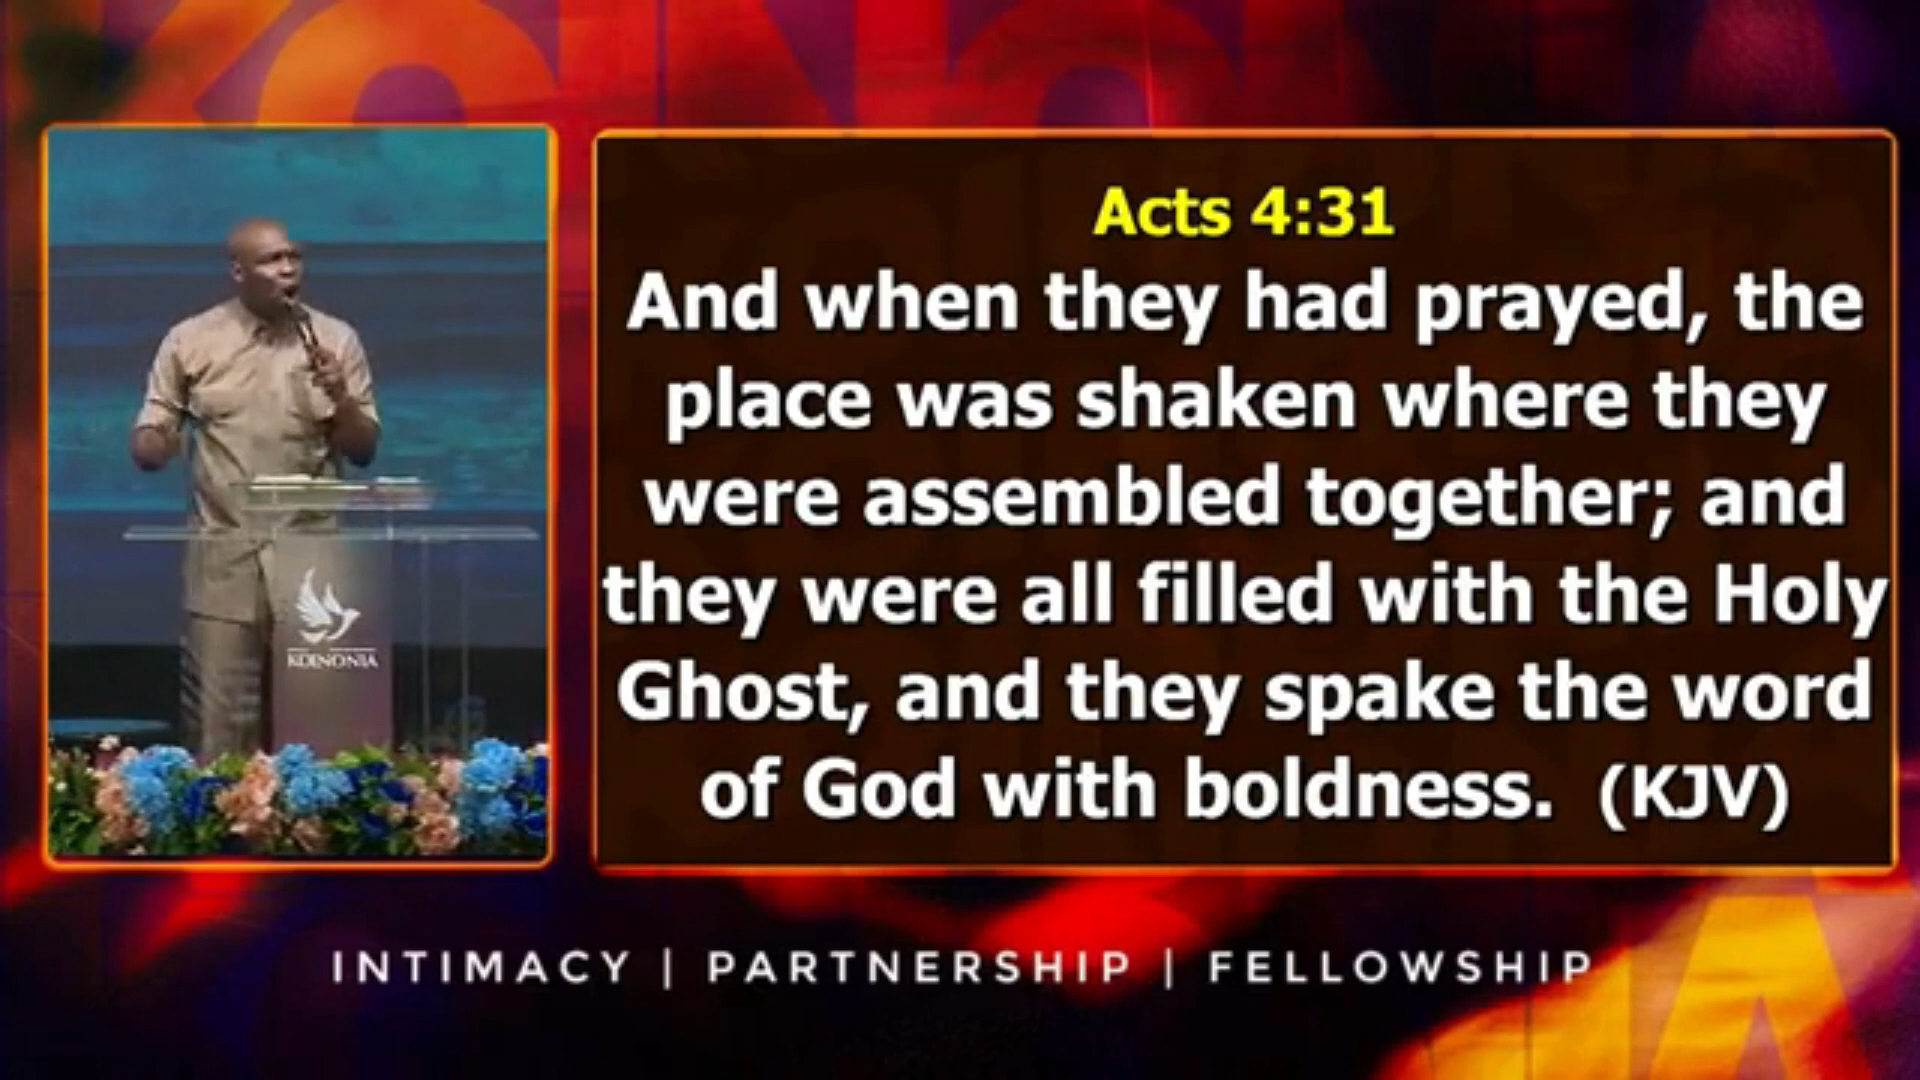 Acts 4:31
And when they had prayed, the
place was shaken where they
were assembled together; and
they were all filled with the Holy
Ghost, and they spake the word
of God with boldness. (KJV)
KOINONIA
INTIMACY | PARTNERSHIP | FELLOWSHIP